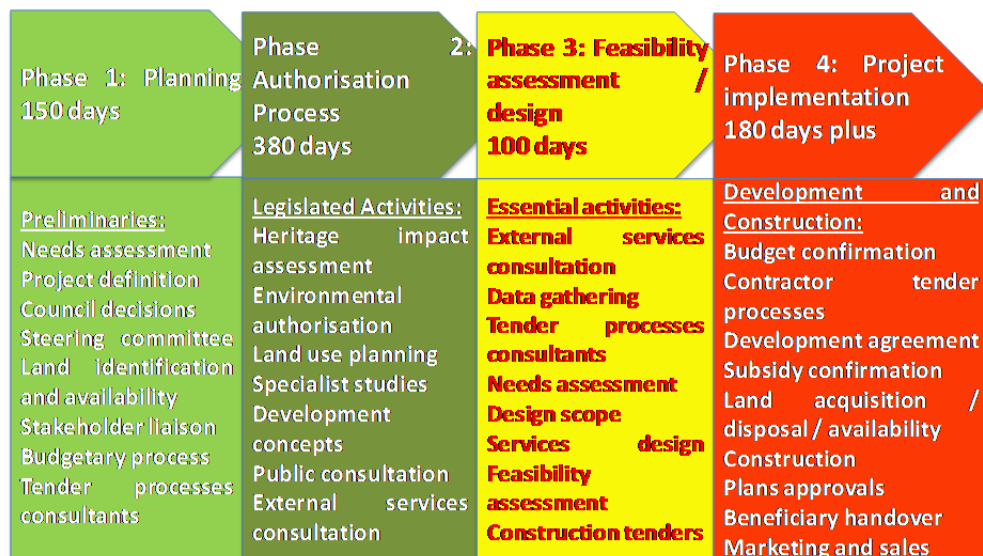 Phase 1: Planning
150 days
Phase 2:
Authorisation
Process
380 days
Phase 3: Feasibility
assessment /
design
100 days
Phase 4: Project
implementation
180 days plus
Preliminaries:
Needs assessment
Project definition
Council decisions
Steering committee
Land identification
and availability
Stakeholder liaison
Budgetary process
Tender processes
consultants
Legislated Activities:
Heritage impact
assessment
Environmental
authorisation
Land use planning
Specialist studies
Development
concepts
Public consultation
External services
consultation
Essential activities:
External services
consultation
Data gathering
Tender processes
consultants
Needs assessment
Design scope
Services design
Feasibility
assessment
Construction tenders
Development and
Construction:
Budget confirmation
Contractor tender
processes
Development agreement
Subsidy confirmation
Land acquisition /
disposal / availability
Construction
Plans approvals
Beneficiary handover
Marketing and sales